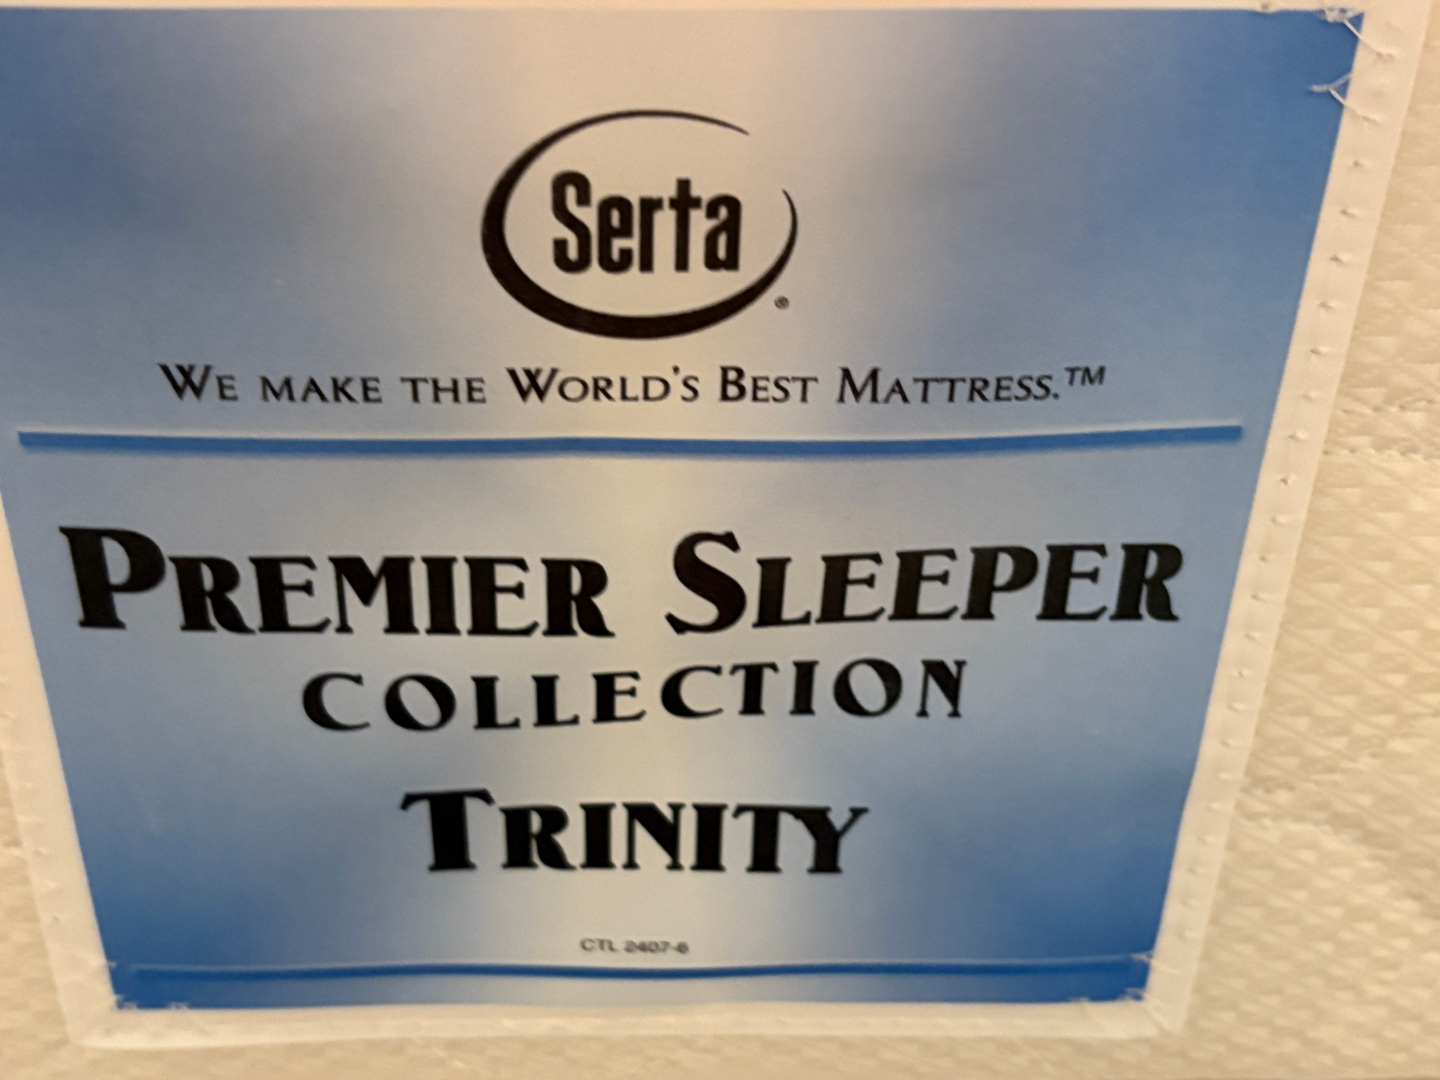 Serta®
WE MAKE THE WORLD'S BEST MATTRESS.™
PREMIER SLEEPER
COLLECTION
TRINITY
CTL 2407-6